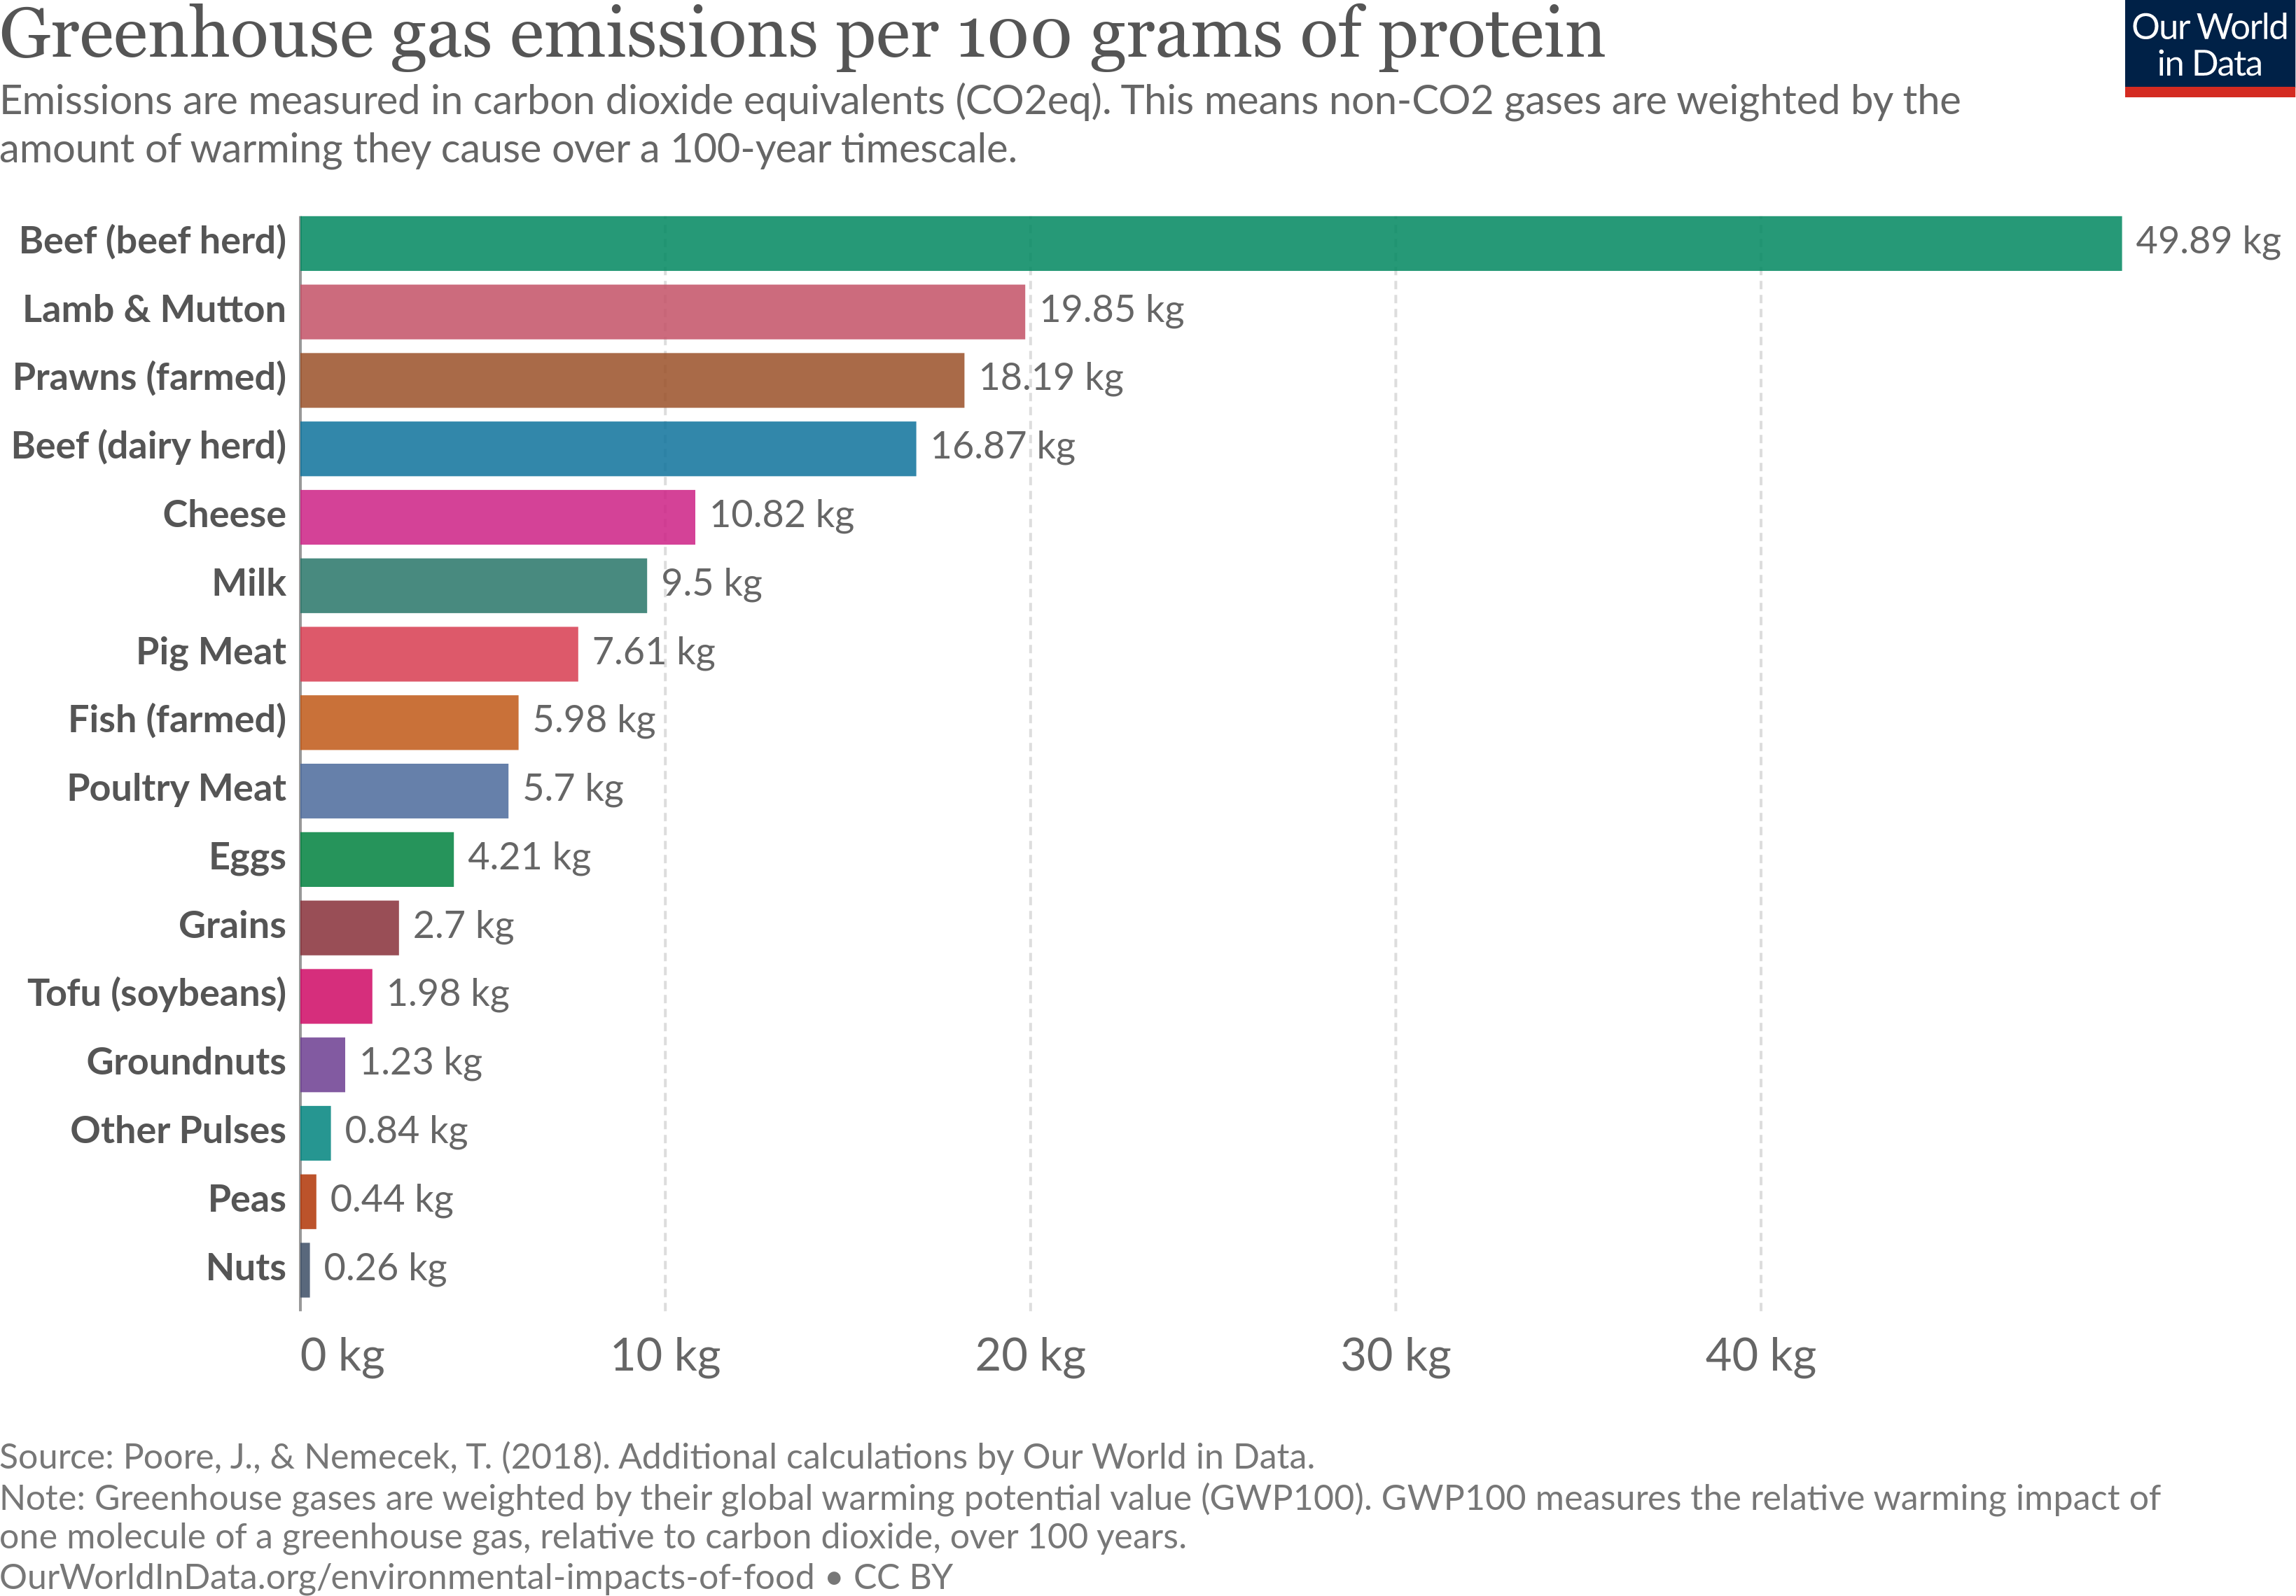 Greenhouse gas emissions per 100 grams of protein
Our World
in Data
Emissions are measured in carbon dioxide equivalents (CO2eq). This means non-CO2 gases are weighted by the
amount of warming they cause over a 100-year timescale.
Beef (beef herd) 49.89 kg
Lamb & Mutton 19.85 kg
Prawns (farmed) 18.19 kg
Beef (dairy herd) 16.87 kg
Cheese 10.82 kg
Milk 9.5 kg
Pig Meat 7.61 kg
Fish (farmed) 5.98 kg
Poultry Meat 5.7 kg
Eggs 4.21 kg
Grains 2.7 kg
Tofu (soybeans) 1.98 kg
Groundnuts 1.23 kg
Other Pulses 0.84 kg
Peas 0.44 kg
Nuts 0.26 kg
0 kg 10 kg 20 kg 30 kg 40 kg
Source: Poore, J., & Nemecek, T. (2018). Additional calculations by Our World in Data.
Note: Greenhouse gases are weighted by their global warming potential value (GWP100). GWP100 measures the relative warming impact of
one molecule of a greenhouse gas, relative to carbon dioxide, over 100 years.
OurWorldInData.org/environmental-impacts-of-food • CC BY